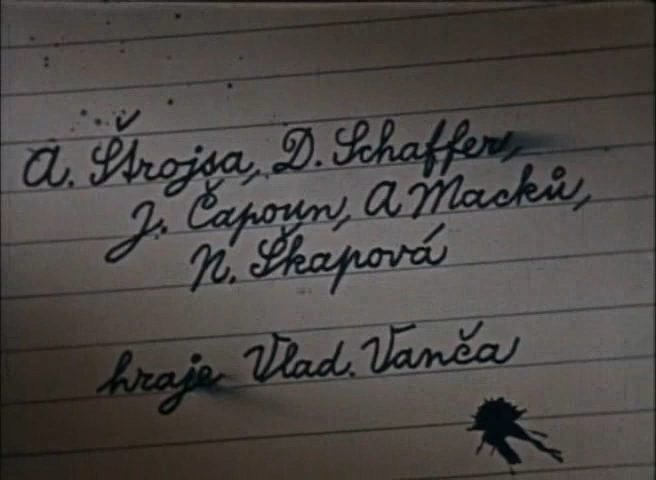 A. Štrojsa, D. Schaffer,
J. Čapoun, A Macků,
N. Škapová
hraje Vlad. Vanča